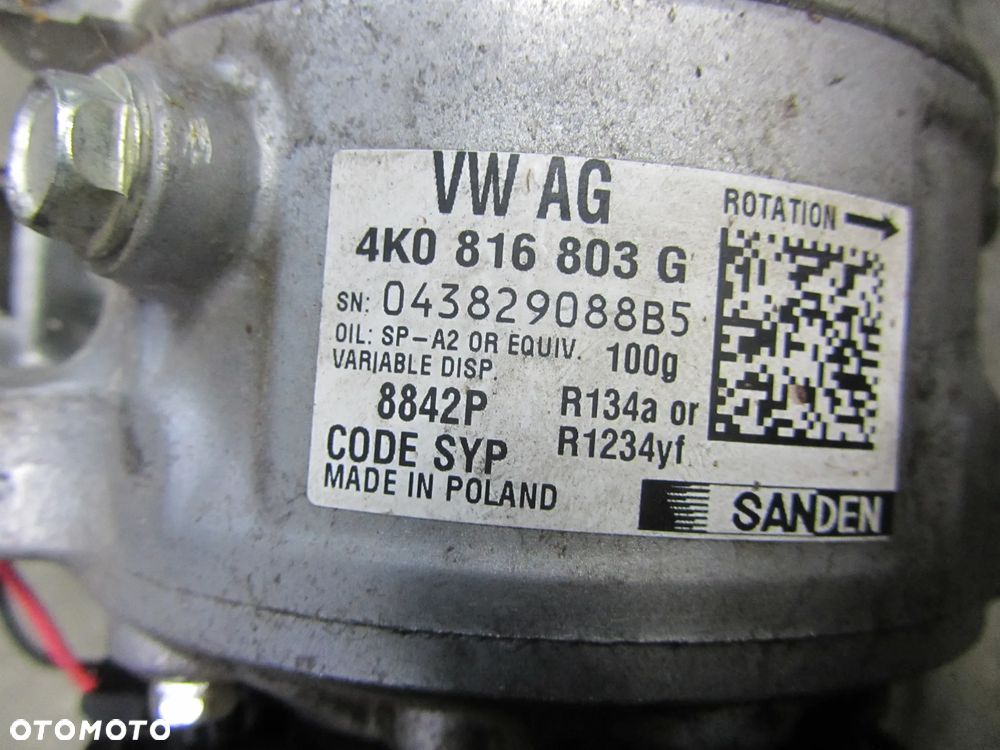 VW AG
4K0 816 803 G
SN: 043829088B5
OIL: SP-A2 OR EQUIV. 100g
VARIABLE DISP.
8842P
CODE SYP
MADE IN POLAND
R134a or
R1234yf
ROTATION
SANDEN
OTOMOTO